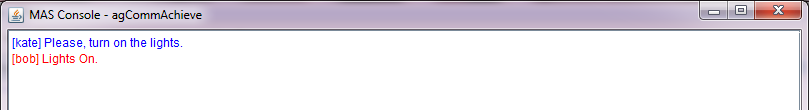 MAS Console - agCommAchieve
[kate] Please, turn on the lights.
[bob] Lights On.